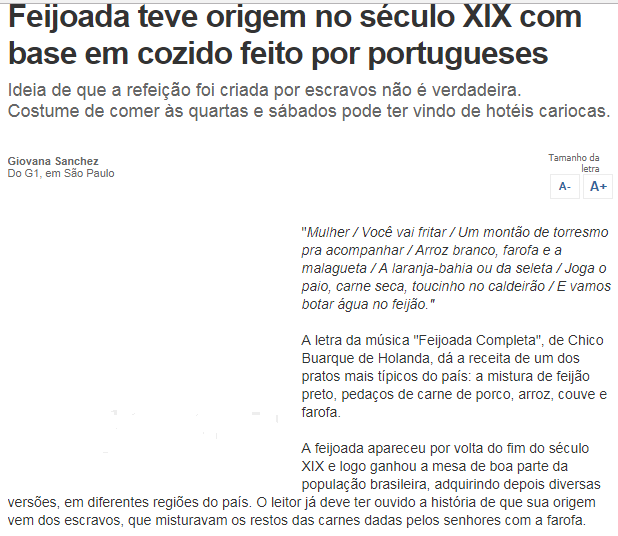 Feijoada teve origem no século XIX com
base em cozido feito por portugueses
Ideia de que a refeição foi criada por escravos não é verdadeira.
Costume de comer às quartas e sábados pode ter vindo de hotéis cariocas.
Giovana Sanchez
Do G1, em São Paulo
Tamanho da
letra
A- A+
"Mulher / Você vai fritar / Um montão de torresmo
pra acompanhar / Arroz branco, farofa e a
malagueta / A laranja-bahia ou da seleta / Joga o
paio, carne seca, toucinho no caldeirão / E vamos
botar água no feijão."
A letra da música "Feijoada Completa", de Chico
Buarque de Holanda, dá a receita de um dos
pratos mais típicos do país: a mistura de feijão
preto, pedaços de carne de porco, arroz, couve e
farofa.
A feijoada apareceu por volta do fim do século
XIX e logo ganhou a mesa de boa parte da
população brasileira, adquirindo depois diversas
versões, em diferentes regiões do país. O leitor já deve ter ouvido a história de que sua origem
vem dos escravos, que misturavam os restos das carnes dadas pelos senhores com a farofa.